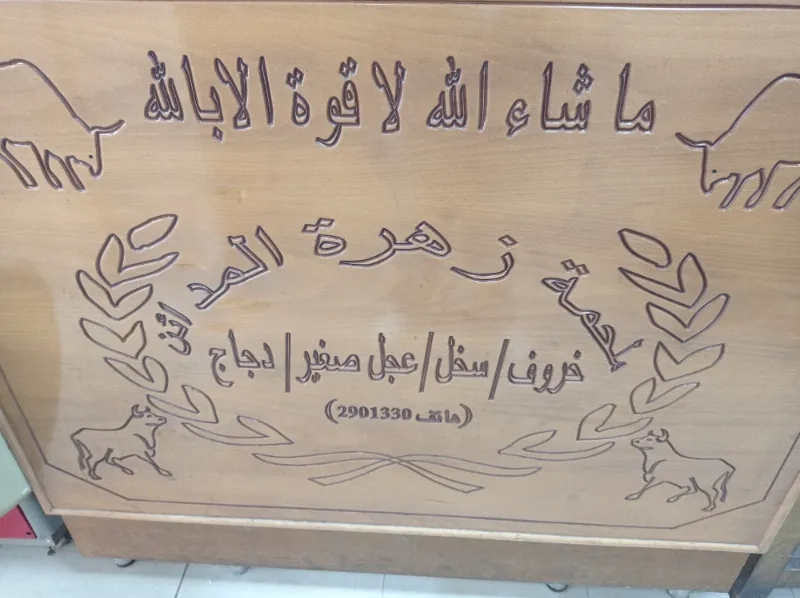 ما شاء الله لا قوة الا بالله
ملحمة زهرة المدائن
خروف/سخل/عجل صغير/دجاج
(هاتف 2901330)